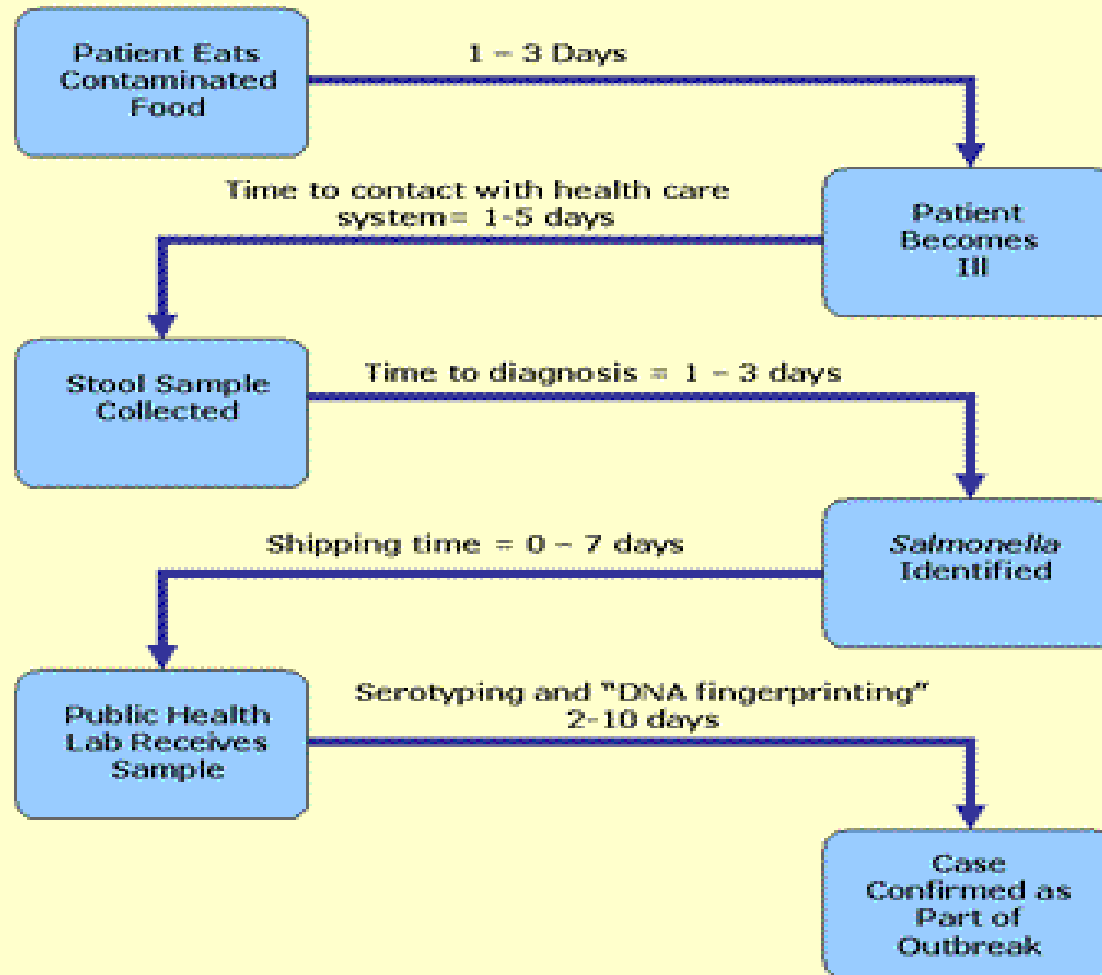 Patient Eats
Contaminated
Food
1 – 3 Days
Patient
Becomes
Ill
Time to contact with health care
system= 1-5 days
Stool Sample
Collected
Time to diagnosis = 1 – 3 days
Salmonella
Identified
Shipping time = 0 – 7 days
Public Health
Lab Receives
Sample
Serotyping and "DNA fingerprinting"
2-10 days
Case
Confirmed as
Part of
Outbreak